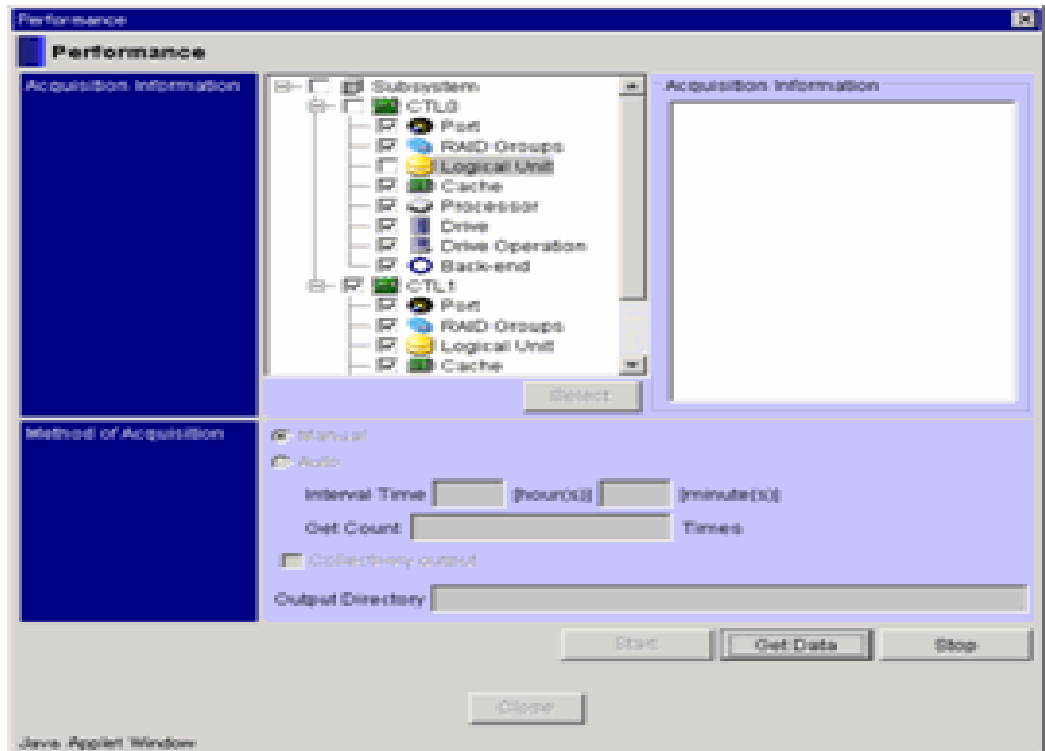 Performance
Performance
Acquisition Information
Subsystem
CTL0
Port
RAID Groups
Logical Unit
Cache
Processor
Drive
Drive Operation
Back-end
CTL1
Port
RAID Groups
Logical Unit
Cache
Select
Acquisition Information
Method of Acquisition
Manual
Auto
Interval Time
[hour(s)]
[minute(s)]
Get Count
Times
Collectively output
Output Directory
Start
Get Data
Stop
Close
Java Applet Window